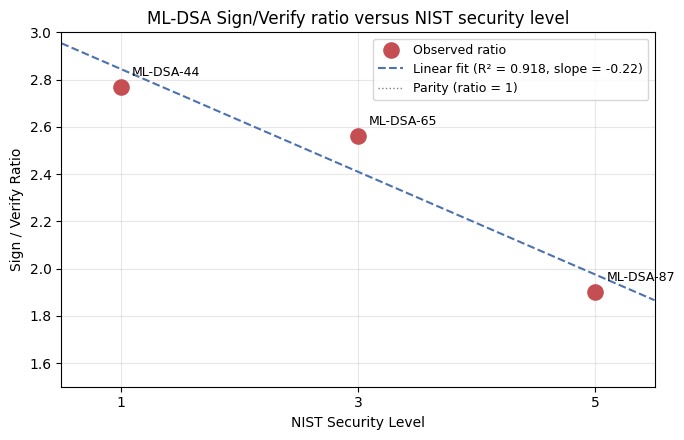 ML-DSA Sign/Verify ratio versus NIST security level
Observed ratio
Linear fit (R² = 0.918, slope = -0.22)
Parity (ratio = 1)
ML-DSA-44
ML-DSA-65
ML-DSA-87
Sign / Verify Ratio
3.0
2.8
2.6
2.4
2.2
2.0
1.8
1.6
1
3
5
NIST Security Level